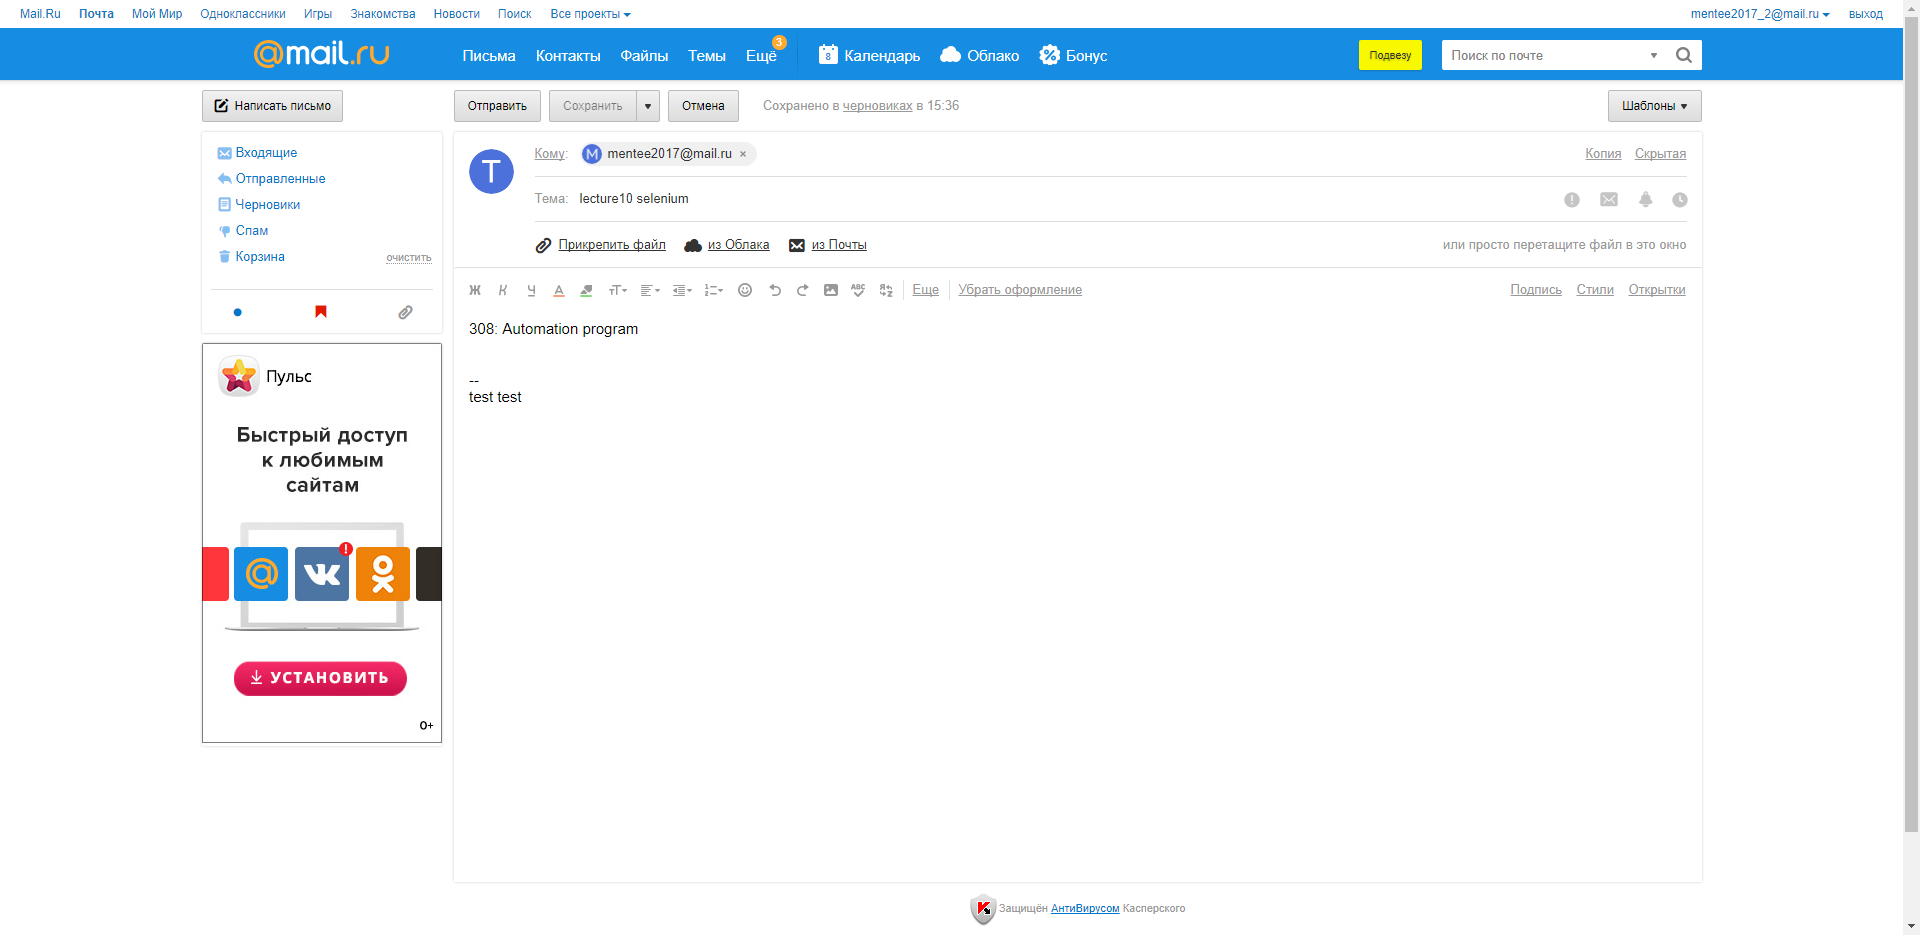 Mail.Ru Почта Мой Мир Одноклассники Игры Знакомства Новости Поиск Все проекты mentee2017_2@mail.ru выход
@mail.ru Письма Контакты Файлы Темы Ещё 3 8 Календарь Облако Бонус Подвезу Поиск по почте
Написать письмо Отправить Сохранить Отмена Сохранено в черновиках в 15:36 Шаблоны
Входящие
Отправленные
Черновики
Спам
Корзина очистить
T
Кому: M mentee2017@mail.ru × Копия Скрытая
Тема: lecture10 selenium
Прикрепить файл из Облака из Почты или просто перетащите файл в это окно
Ж К Ч А тТ ABC Еще Убрать оформление Подпись Стили Открытки
308: Automation program
--
test test
Пульс
Быстрый доступ
к любимым
сайтам
@ VK !
УСТАНОВИТЬ
0+
Защищён АнтиВирусом Касперского